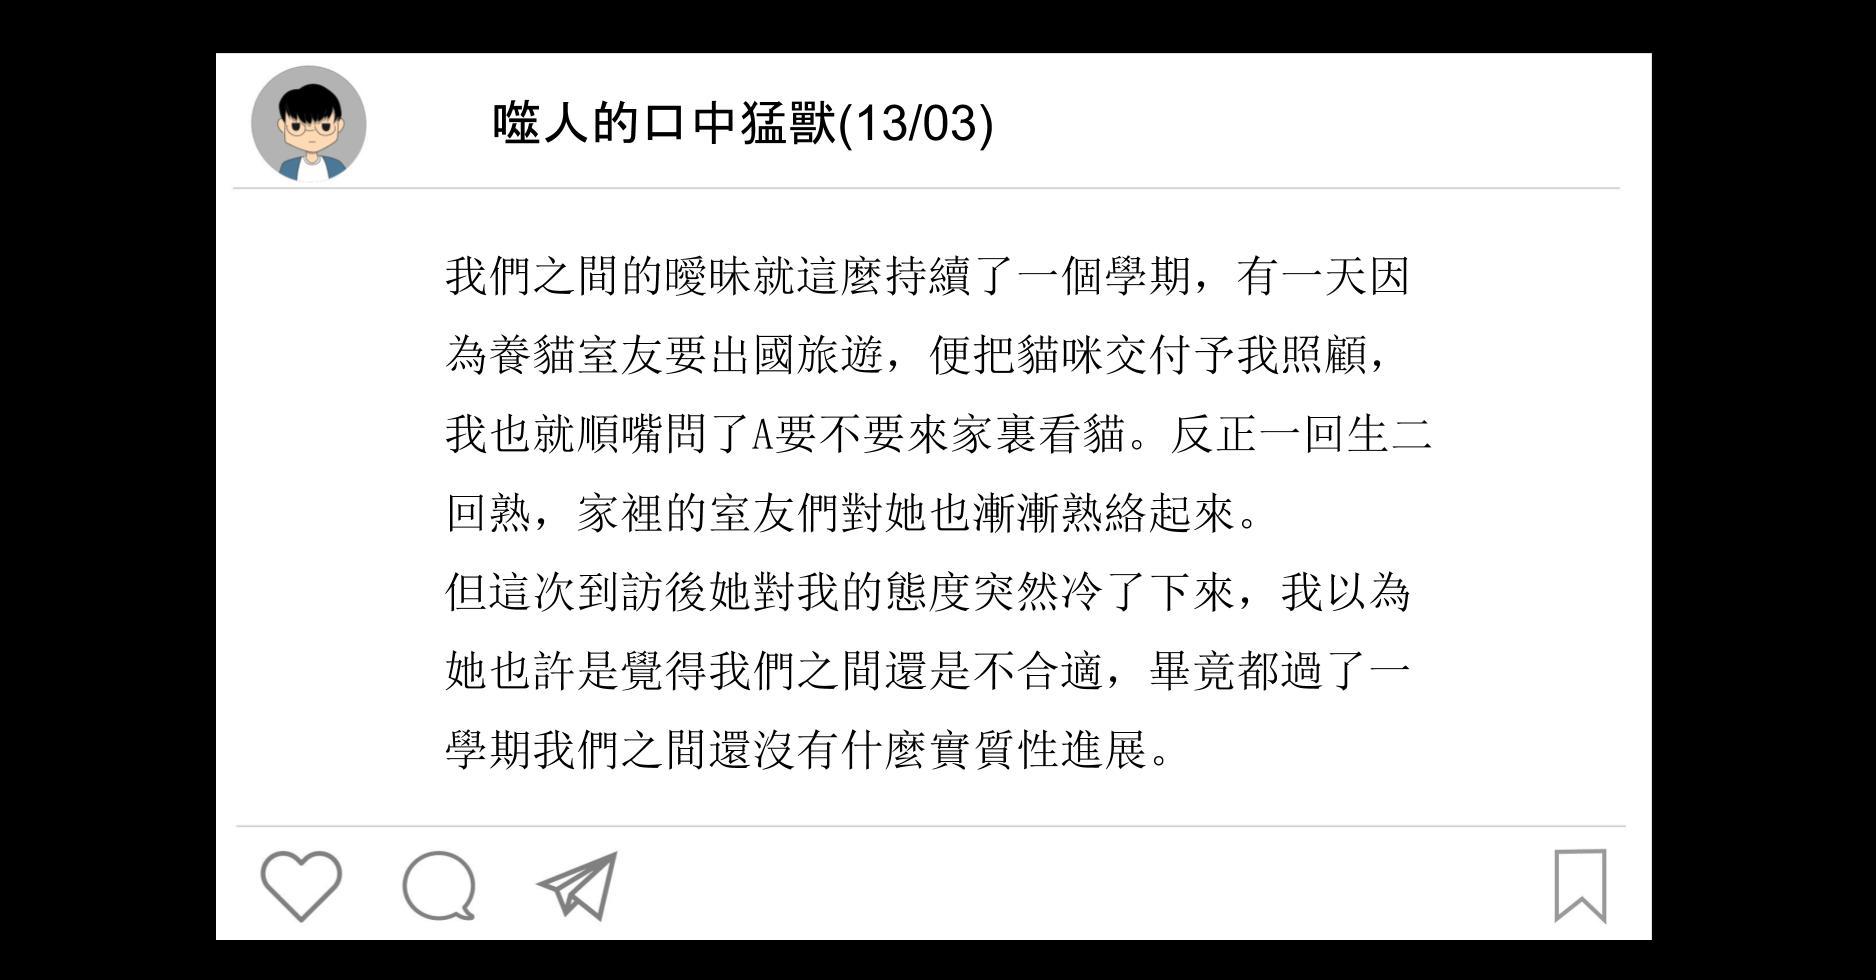 噬人的口中猛獸(13/03)
我們之間的曖昧就這麼持續了一個學期，有一天因
為養貓室友要出國旅遊，便把貓咪交付予我照顧，
我也就順嘴問了A要不要來家裏看貓。反正一回生二
回熟，家裡的室友們對她也漸漸熟絡起來。
但這次到訪後她對我的態度突然冷了下來，我以為
她也許是覺得我們之間還是不合適，畢竟都過了一
學期我們之間還沒有什麼實質性進展。